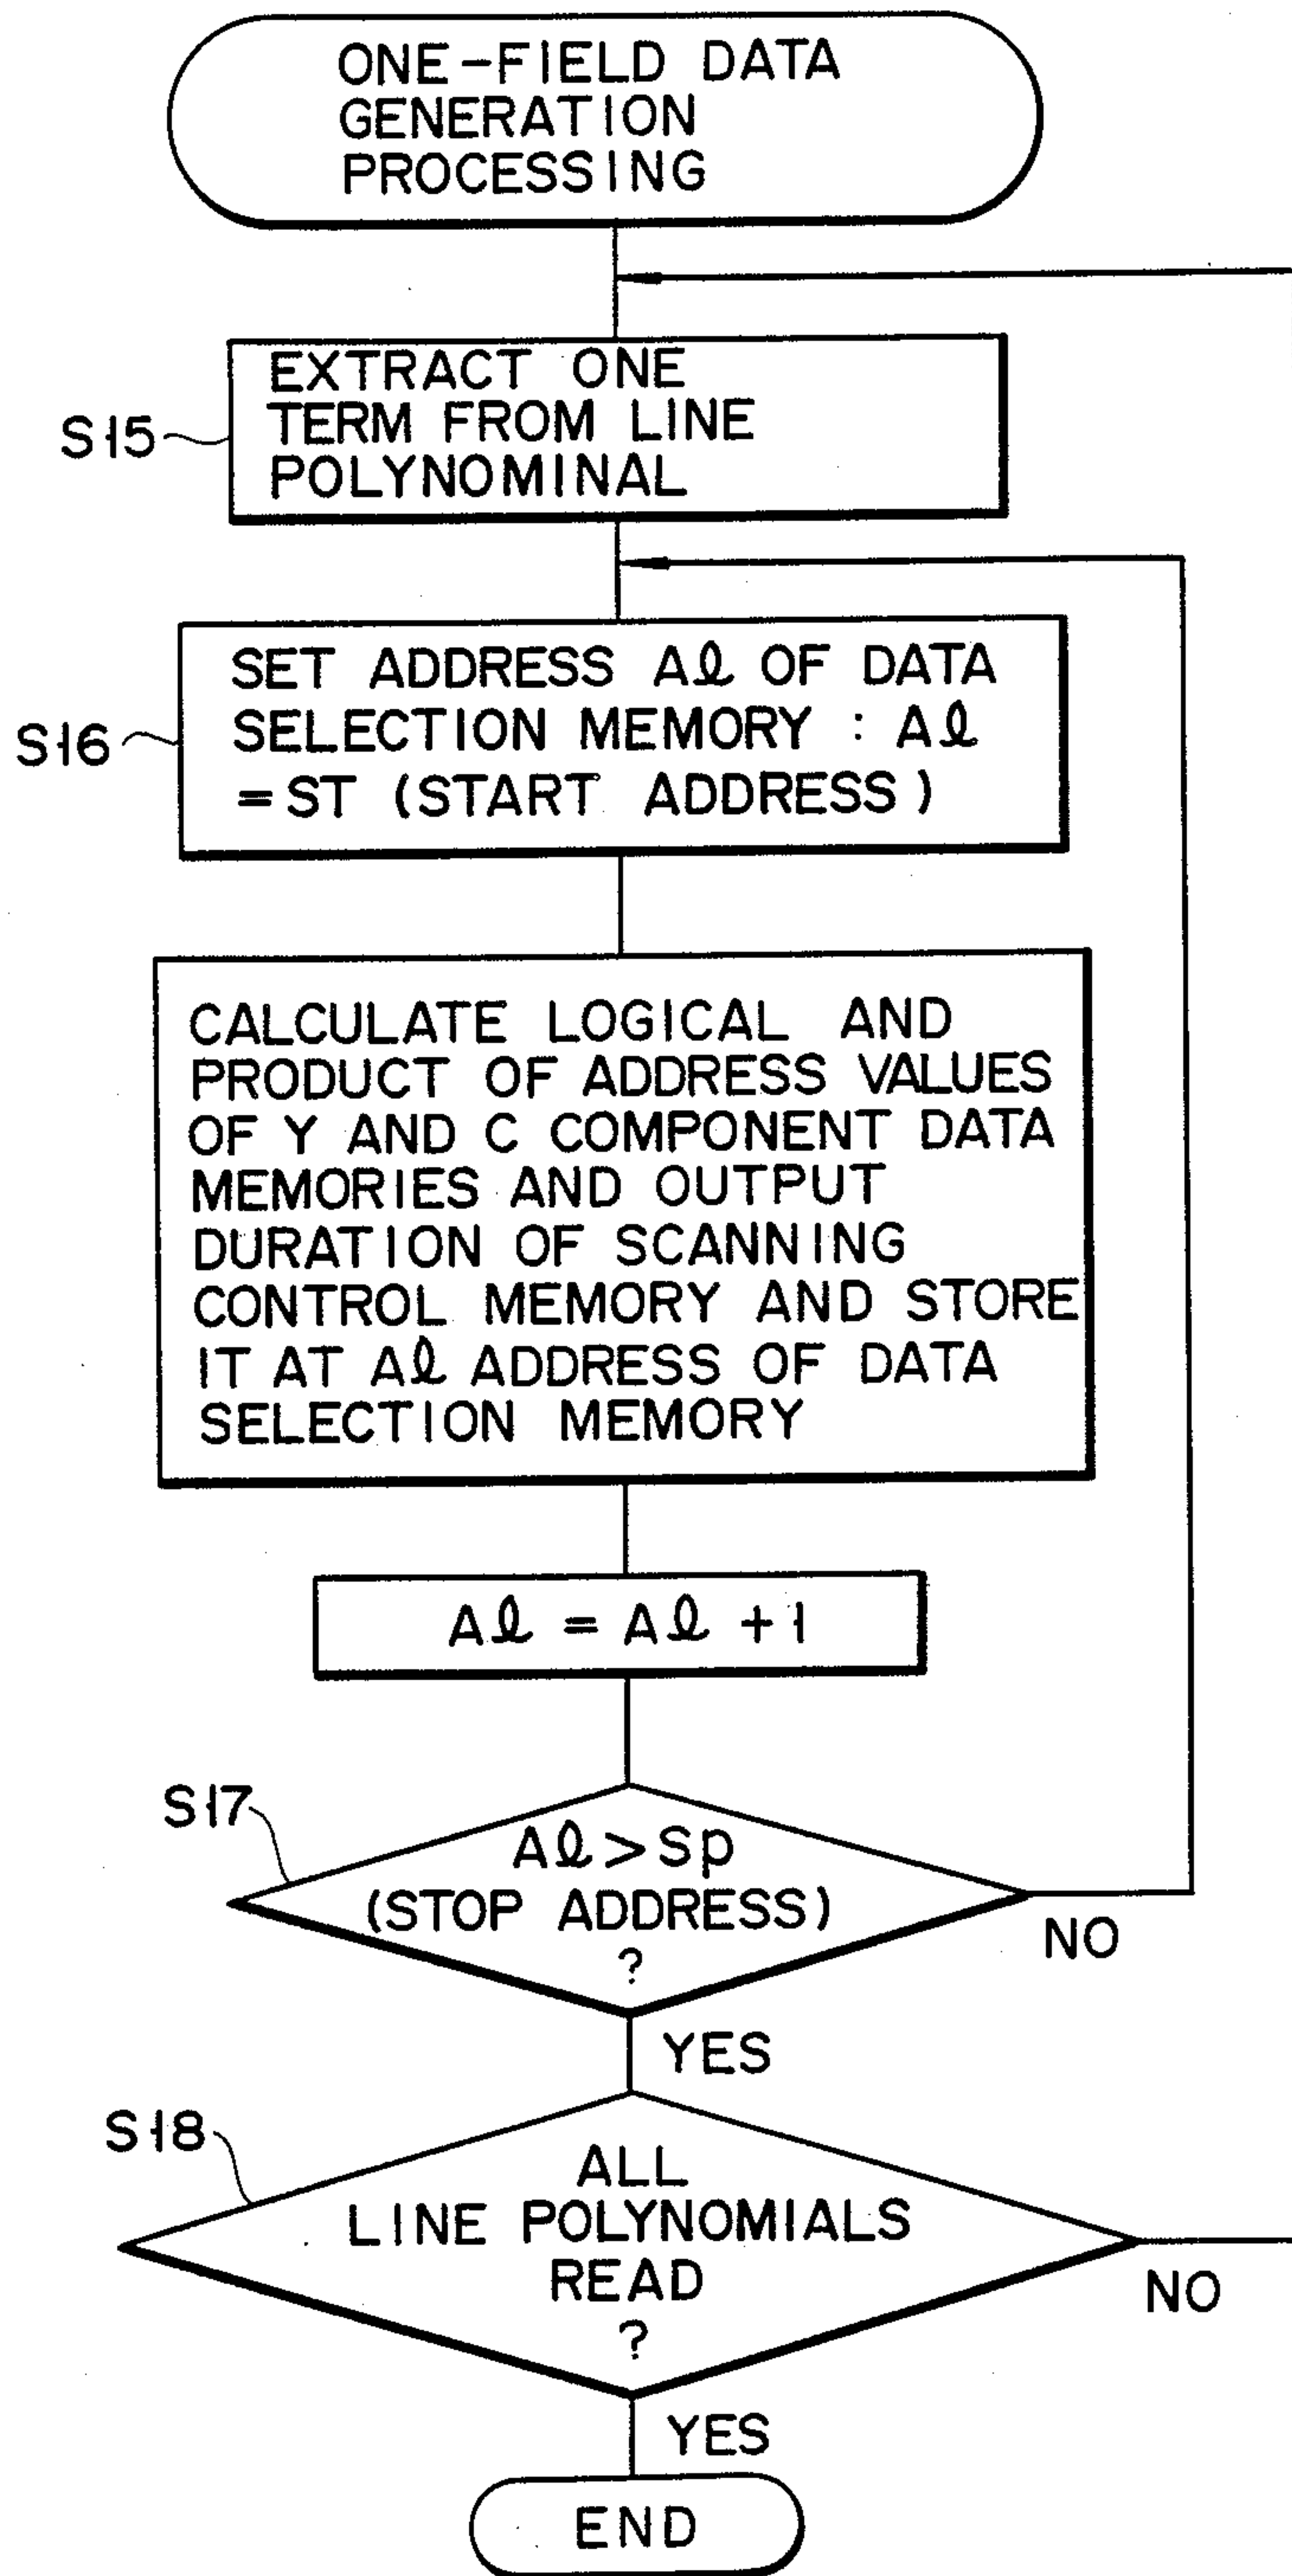 ONE-FIELD DATA
GENERATION
PROCESSING
S15
EXTRACT ONE
TERM FROM LINE
POLYNOMINAL
S16
SET ADDRESS Aℓ OF DATA
SELECTION MEMORY : Aℓ
=ST (START ADDRESS)
CALCULATE LOGICAL AND
PRODUCT OF ADDRESS VALUES
OF Y AND C COMPONENT DATA
MEMORIES AND OUTPUT
DURATION OF SCANNING
CONTROL MEMORY AND STORE
IT AT Aℓ ADDRESS OF DATA
SELECTION MEMORY
Aℓ = Aℓ +1
S17
Aℓ>Sp
(STOP ADDRESS)
?
NO
YES
S18
ALL
LINE POLYNOMIALS
READ
?
NO
YES
END